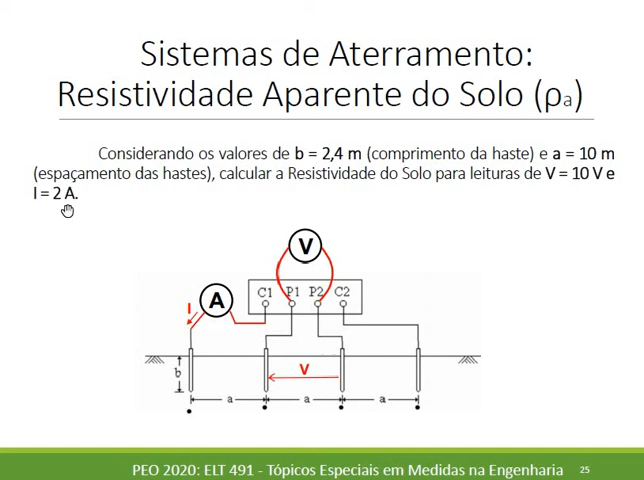 Sistemas de Aterramento:
Resistividade Aparente do Solo (ρa)
Considerando os valores de b = 2,4 m (comprimento da haste) e a = 10 m
(espaçamento das hastes), calcular a Resistividade do Solo para leituras de V = 10 V e
I = 2 A.
V
A
C1 P1 P2 C2
I
V
b
a a a
PEO 2020: ELT 491 - Tópicos Especiais em Medidas na Engenharia 25